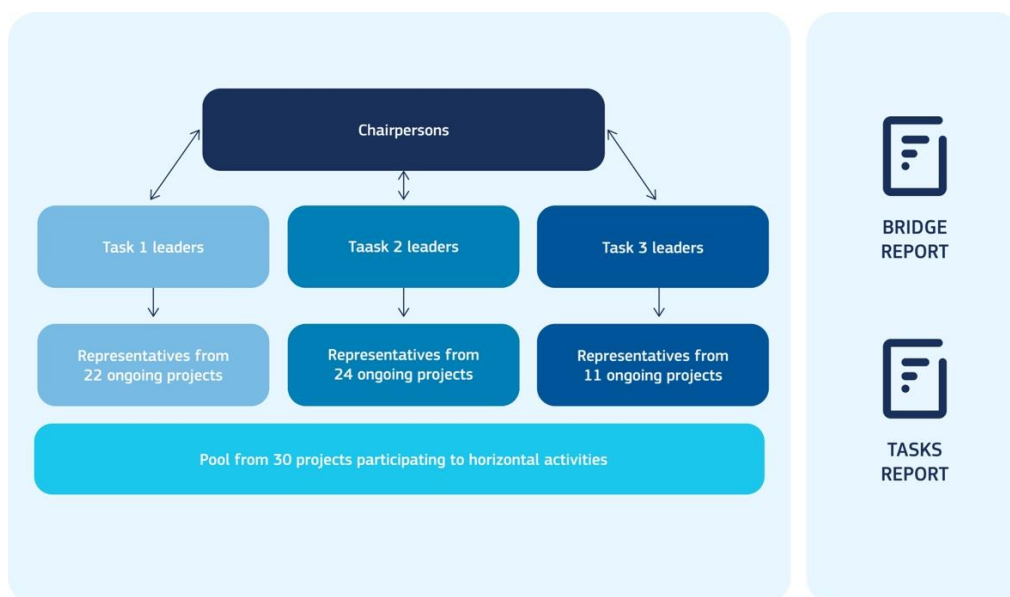 Chairpersons
Task 1 leaders
Taask 2 leaders
Task 3 leaders
Representatives from
22 ongoing projects
Representatives from
24 ongoing projects
Representatives from
11 ongoing projects
Pool from 30 projects participating to horizontal activities
BRIDGE
REPORT
TASKS
REPORT